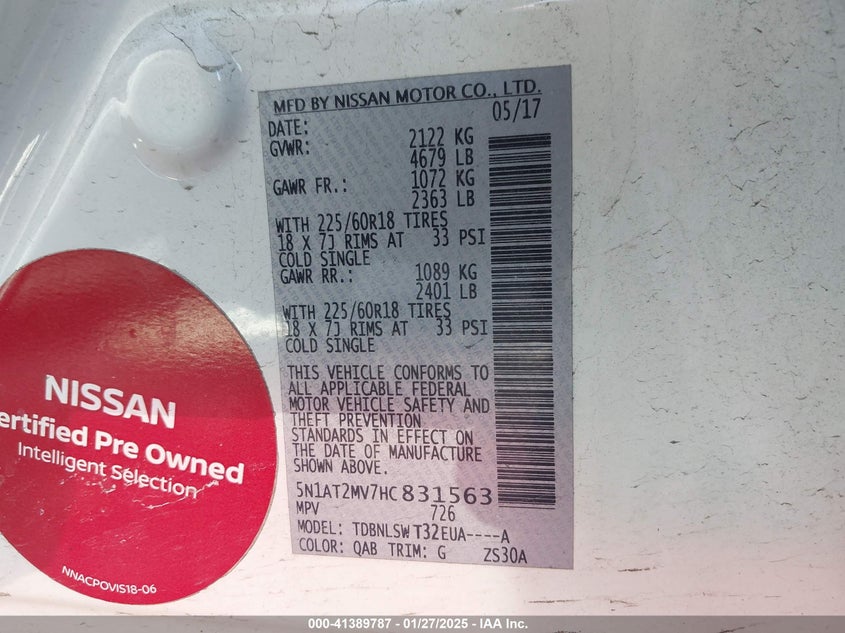 MFD BY NISSAN MOTOR CO., LTD.
DATE: 05/17
GVWR: 2122 KG
4679 LB
GAWR FR.: 1072 KG
2363 LB
WITH 225/60R18 TIRES
18 X 7J RIMS AT 33 PSI
COLD SINGLE
GAWR RR.: 1089 KG
2401 LB
WITH 225/60R18 TIRES
18 X 7J RIMS AT 33 PSI
COLD SINGLE
THIS VEHICLE CONFORMS TO
ALL APPLICABLE FEDERAL
MOTOR VEHICLE SAFETY AND
THEFT PREVENTION
STANDARDS IN EFFECT ON
THE DATE OF MANUFACTURE
SHOWN ABOVE.
5N1AT2MV7HC831563
MPV 726
MODEL: TDBNLSW T32EUA----A
COLOR: QAB TRIM: G ZS30A
NISSAN
ertified Pre Owned
Intelligent Selection
NNACPOVIS18-06
000-41389787 — 01/27/2025 — IAA Inc.